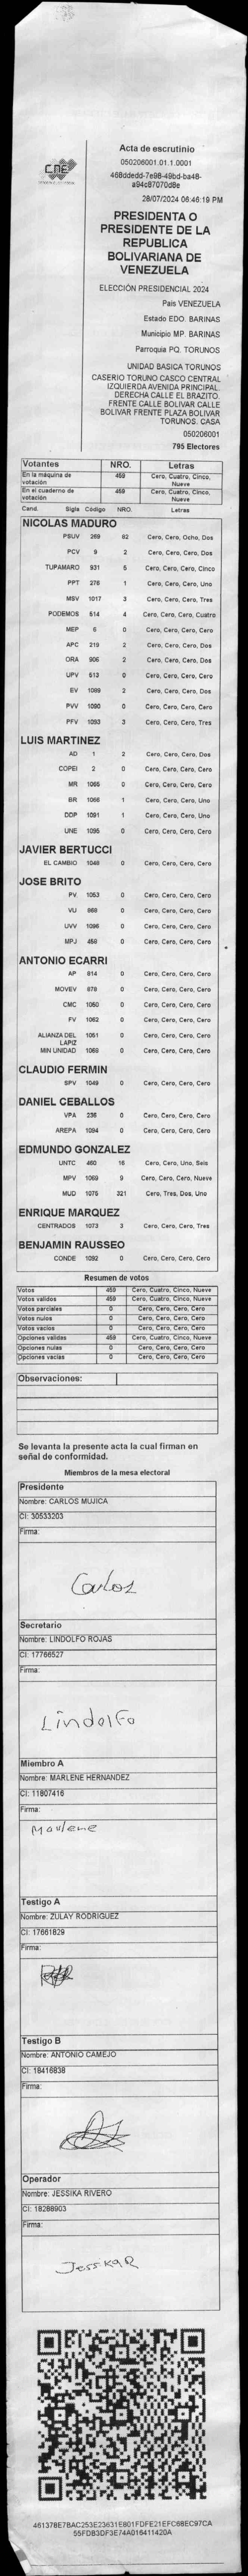 CNE
Acta de escrutinio
050206001.01.1.0001
468ddedd-7e98-49bd-ba48-
a94c87070d8e
28/07/2024 06:46:19 PM
PRESIDENTA O
PRESIDENTE DE LA
REPUBLICA
BOLIVARIANA DE
VENEZUELA
ELECCIÓN PRESIDENCIAL 2024
País VENEZUELA
Estado EDO. BARINAS
Municipio MP. BARINAS
Parroquia PQ. TORUNOS
UNIDAD BASICA TORUNOS
CASERIO TORUNO CASCO CENTRAL
IZQUIERDA AVENIDA PRINCIPAL.
DERECHA CALLE EL BRAZITO.
FRENTE CALLE BOLIVAR CALLE
BOLIVAR FRENTE PLAZA BOLIVAR
TORUNOS. CASA
050206001
795 Electores
Votantes NRO. Letras
En la máquina de votación 459 Cero, Cuatro, Cinco, Nueve
En el cuaderno de votación 459 Cero, Cuatro, Cinco, Nueve
Cand. Sigla Código NRO. Letras
NICOLAS MADURO
PSUV 269 82 Cero, Cero, Ocho, Dos
PCV 9 2 Cero, Cero, Cero, Dos
TUPAMARO 931 5 Cero, Cero, Cero, Cinco
PPT 276 1 Cero, Cero, Cero, Uno
MSV 1017 3 Cero, Cero, Cero, Tres
PODEMOS 514 4 Cero, Cero, Cero, Cuatro
MEP 6 0 Cero, Cero, Cero, Cero
APC 219 2 Cero, Cero, Cero, Dos
ORA 906 2 Cero, Cero, Cero, Dos
UPV 513 0 Cero, Cero, Cero, Cero
EV 1089 2 Cero, Cero, Cero, Dos
PVV 1090 0 Cero, Cero, Cero, Cero
PFV 1093 3 Cero, Cero, Cero, Tres
LUIS MARTINEZ
AD 1 2 Cero, Cero, Cero, Dos
COPEI 2 0 Cero, Cero, Cero, Cero
MR 1065 0 Cero, Cero, Cero, Cero
BR 1066 1 Cero, Cero, Cero, Uno
DDP 1091 1 Cero, Cero, Cero, Uno
UNE 1095 0 Cero, Cero, Cero, Cero
JAVIER BERTUCCI
EL CAMBIO 1048 0 Cero, Cero, Cero, Cero
JOSE BRITO
PV 1053 0 Cero, Cero, Cero, Cero
VU 868 0 Cero, Cero, Cero, Cero
UVV 1096 0 Cero, Cero, Cero, Cero
MPJ 458 0 Cero, Cero, Cero, Cero
ANTONIO ECARRI
AP 814 0 Cero, Cero, Cero, Cero
MOVEV 678 0 Cero, Cero, Cero, Cero
CMC 1050 0 Cero, Cero, Cero, Cero
FV 1062 0 Cero, Cero, Cero, Cero
ALIANZA DEL LAPIZ 1051 0 Cero, Cero, Cero, Cero
MIN UNIDAD 1068 0 Cero, Cero, Cero, Cero
CLAUDIO FERMIN
SPV 1049 0 Cero, Cero, Cero, Cero
DANIEL CEBALLOS
VPA 236 0 Cero, Cero, Cero, Cero
AREPA 1094 0 Cero, Cero, Cero, Cero
EDMUNDO GONZALEZ
UNTC 460 16 Cero, Cero, Uno, Seis
MPV 1069 9 Cero, Cero, Cero, Nueve
MUD 1075 321 Cero, Tres, Dos, Uno
ENRIQUE MARQUEZ
CENTRADOS 1073 3 Cero, Cero, Cero, Tres
BENJAMIN RAUSSEO
CONDE 1092 0 Cero, Cero, Cero, Cero
Resumen de votos
Votos 459 Cero, Cuatro, Cinco, Nueve
Votos validos 459 Cero, Cuatro, Cinco, Nueve
Votos parciales 0 Cero, Cero, Cero, Cero
Votos nulos 0 Cero, Cero, Cero, Cero
Votos vacios 0 Cero, Cero, Cero, Cero
Opciones validas 459 Cero, Cuatro, Cinco, Nueve
Opciones nulas 0 Cero, Cero, Cero, Cero
Opciones vacias 0 Cero, Cero, Cero, Cero
Observaciones:
Se levanta la presente acta la cual firman en
señal de conformidad.
Miembros de la mesa electoral
Presidente
Nombre: CARLOS MUJICA
CI: 30533203
Firma:
Carlos
Secretario
Nombre: LINDOLFO ROJAS
CI: 17766527
Firma:
Lindolfo
Miembro A
Nombre: MARLENE HERNANDEZ
CI: 11807416
Firma:
Marlene
Testigo A
Nombre: ZULAY RODRIGUEZ
CI: 17661829
Firma:
Testigo B
Nombre: ANTONIO CAMEJO
CI: 18416838
Firma:
Operador
Nombre: JESSIKA RIVERO
CI: 18288903
Firma:
JessikaR
461378E7BAC253E23631E801FDFE21EFC68EC97CA
55FDB3DF3E74A016411420A